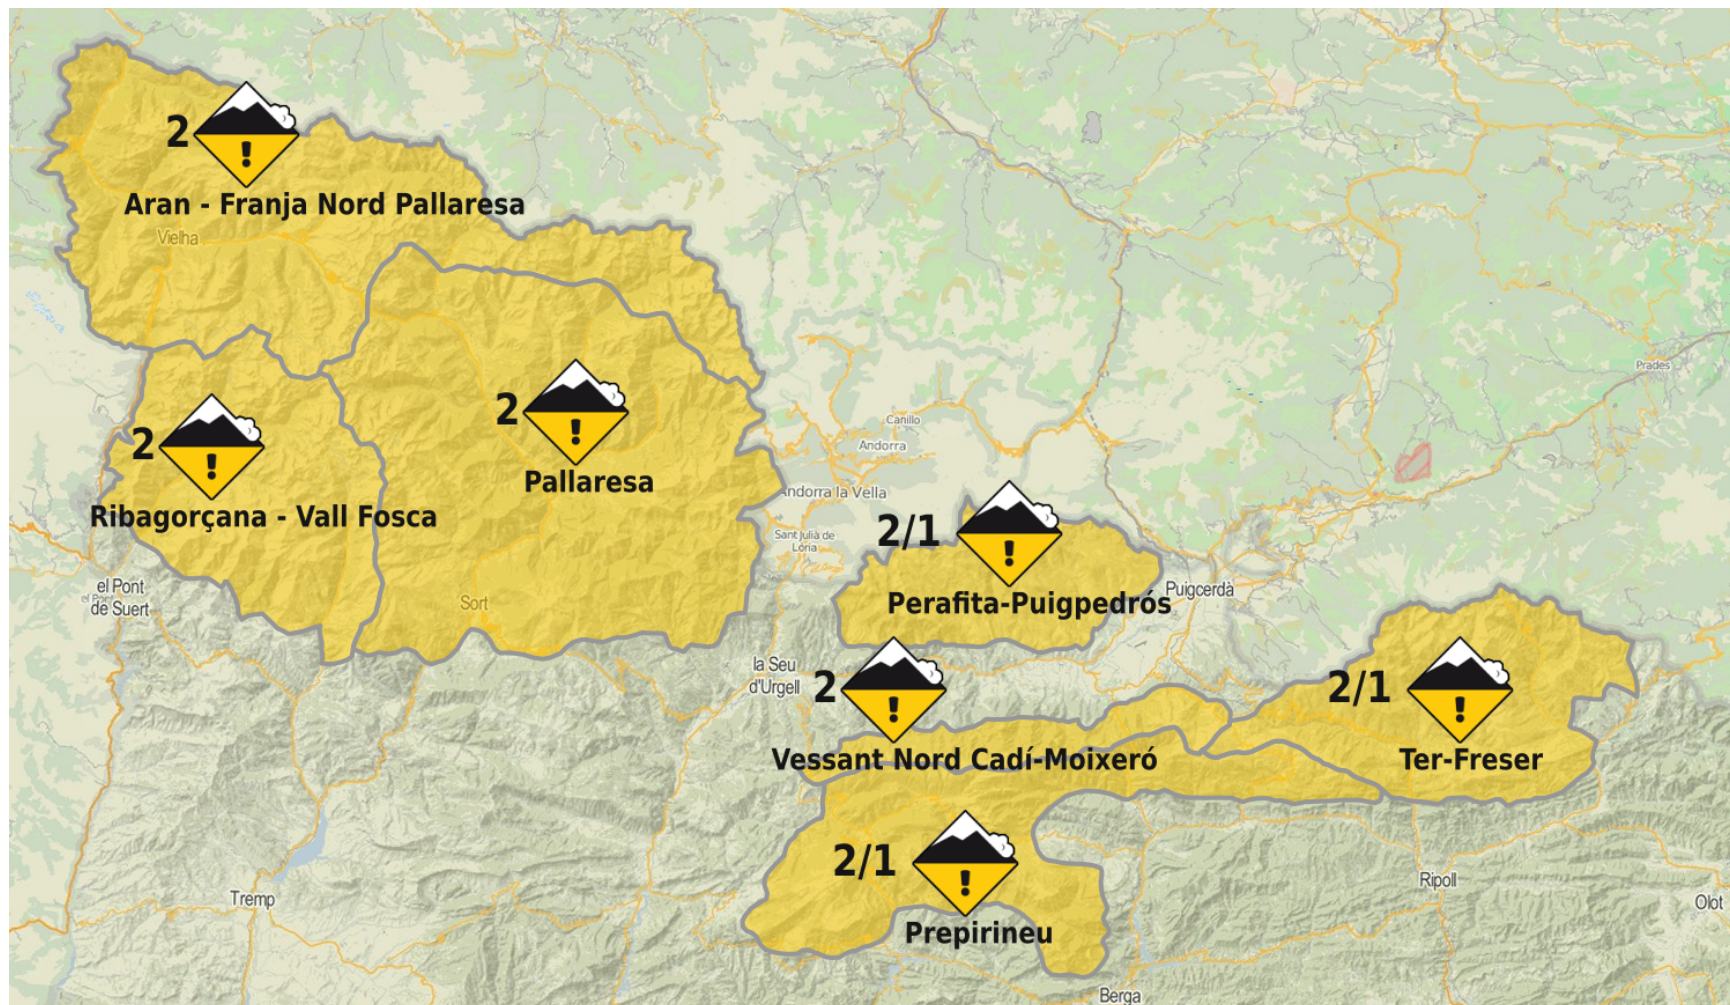 2
Aran - Franja Nord Pallaresa
Vielha
Prades
2
Pallaresa
2
Ribagorçana - Vall Fosca
Canillo
Andorra
Andorra la Vella
Sant Julià de
Lòria
2/1
Perafita-Puigpedrós
Puigcerdà
el Pont
de Suert
Sort
la Seu
d'Urgell
2
Vessant Nord Cadí-Moixeró
2/1
Ter-Freser
2/1
Prepirineu
Tremp
Ripoll
Olot
Berga